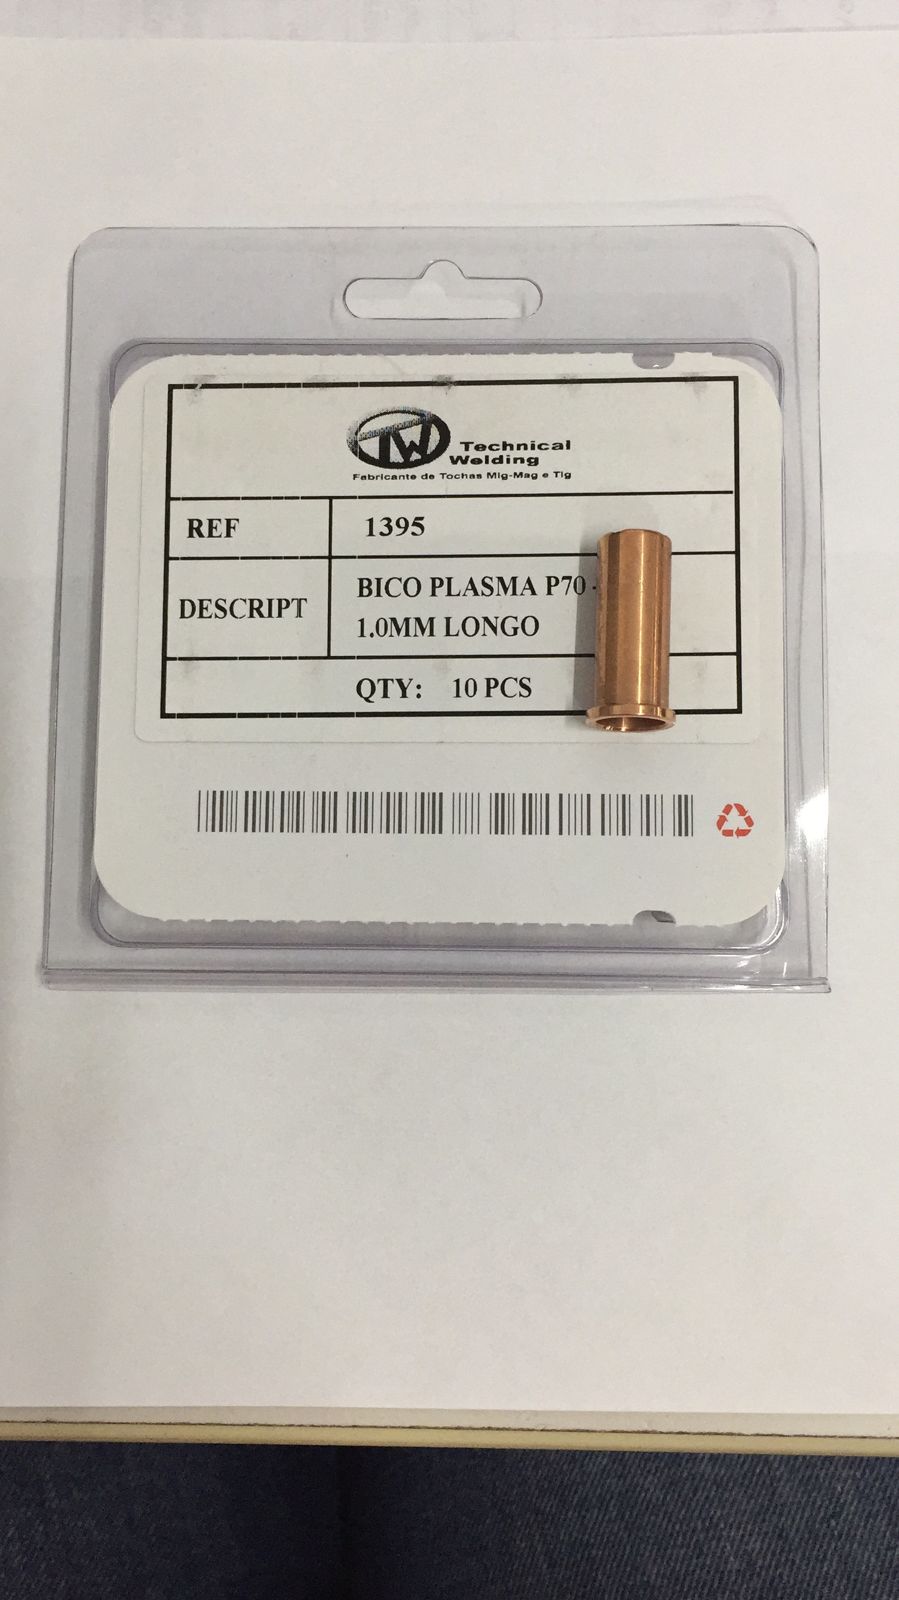 TW
Technical
Welding
Fabricante de Tochas Mig-Mag e Tig
REF 1395
DESCRIPT BICO PLASMA P70 -
1.0MM LONGO
QTY: 10 PCS